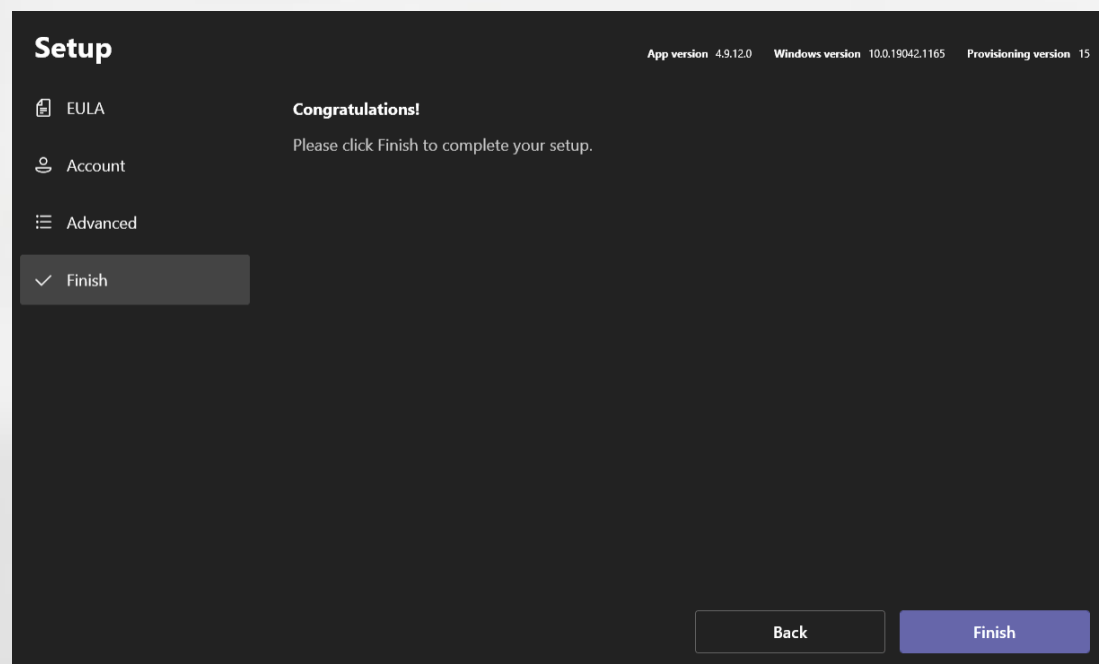 Setup
App version 4.9.12.0 Windows version 10.0.19042.1165 Provisioning version 15
EULA
Account
Advanced
Finish
Congratulations!
Please click Finish to complete your setup.
Back
Finish